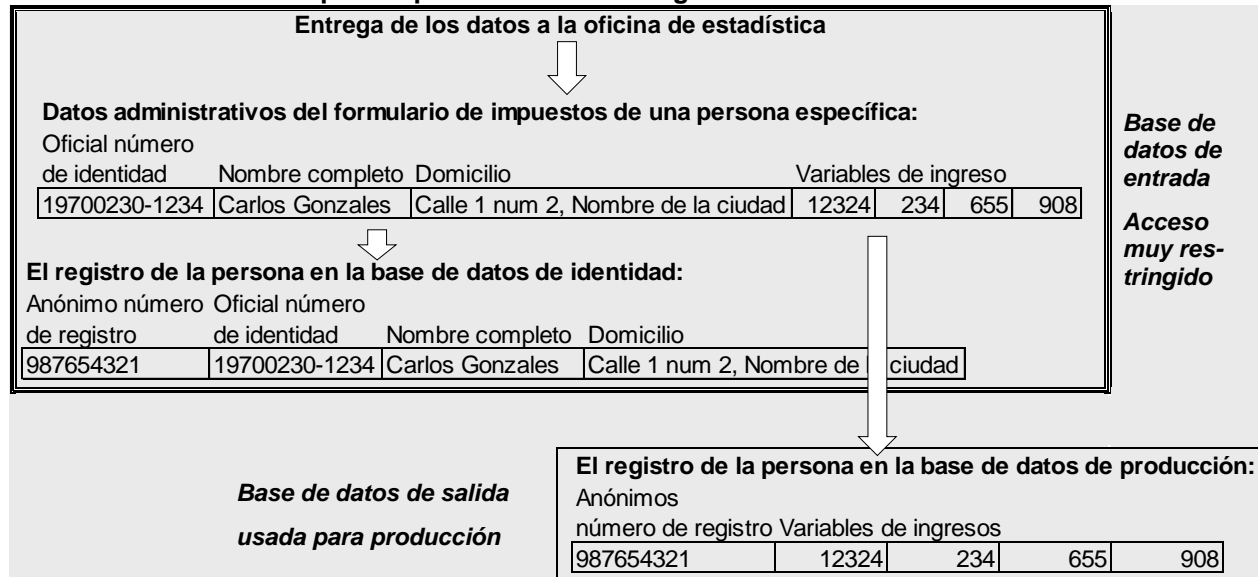 Entrega de los datos a la oficina de estadística
Datos administrativos del formulario de impuestos de una persona específica:
Oficial número
de identidad Nombre completo Domicilio Variables de ingreso
19700230-1234 Carlos Gonzales Calle 1 num 2, Nombre de la ciudad 12324 234 655 908
Base de
datos de
entrada
Acceso
muy res-
tringido
El registro de la persona en la base de datos de identidad:
Anónimo número Oficial número
de registro de identidad Nombre completo Domicilio
987654321 19700230-1234 Carlos Gonzales Calle 1 num 2, Nombre de ciudad
Base de datos de salida
usada para producción
El registro de la persona en la base de datos de producción:
Anónimos
número de registro Variables de ingresos
987654321 12324 234 655 908